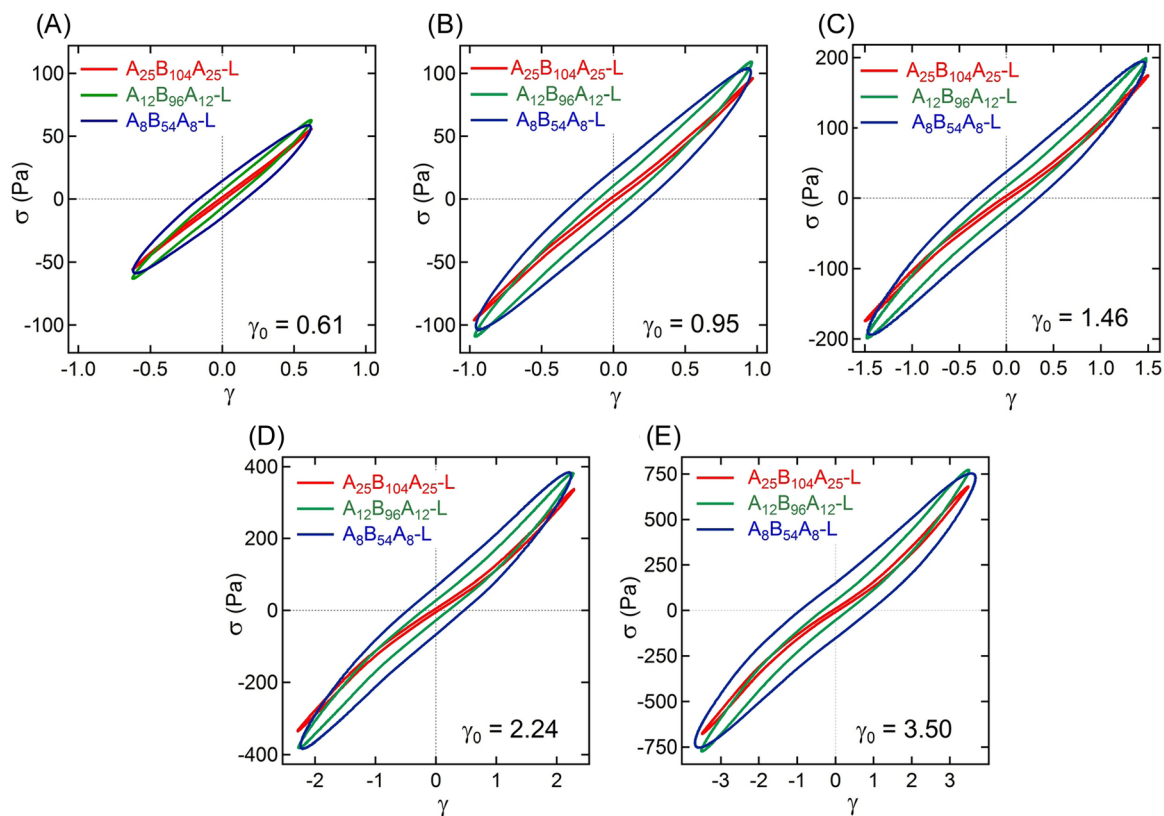 (A)
100
50
0
-50
-100
σ (Pa)
A₂₅B₁₀₄A₂₅-L
A₁₂B₉₆A₁₂-L
A₈B₅₄A₈-L
γ₀ = 0.61
-1.0 -0.5 0.0 0.5 1.0
γ
(B)
100
50
0
-50
-100
σ (Pa)
A₂₅B₁₀₄A₂₅-L
A₁₂B₉₆A₁₂-L
A₈B₅₄A₈-L
γ₀ = 0.95
-1.0 -0.5 0.0 0.5 1.0
γ
(C)
200
100
0
-100
-200
σ (Pa)
A₂₅B₁₀₄A₂₅-L
A₁₂B₉₆A₁₂-L
A₈B₅₄A₈-L
γ₀ = 1.46
-1.5 -1.0 -0.5 0.0 0.5 1.0 1.5
γ
(D)
400
200
0
-200
-400
σ (Pa)
A₂₅B₁₀₄A₂₅-L
A₁₂B₉₆A₁₂-L
A₈B₅₄A₈-L
γ₀ = 2.24
-2 -1 0 1 2
γ
(E)
750
500
250
0
-250
-500
-750
σ (Pa)
A₂₅B₁₀₄A₂₅-L
A₁₂B₉₆A₁₂-L
A₈B₅₄A₈-L
γ₀ = 3.50
-3 -2 -1 0 1 2 3
γ